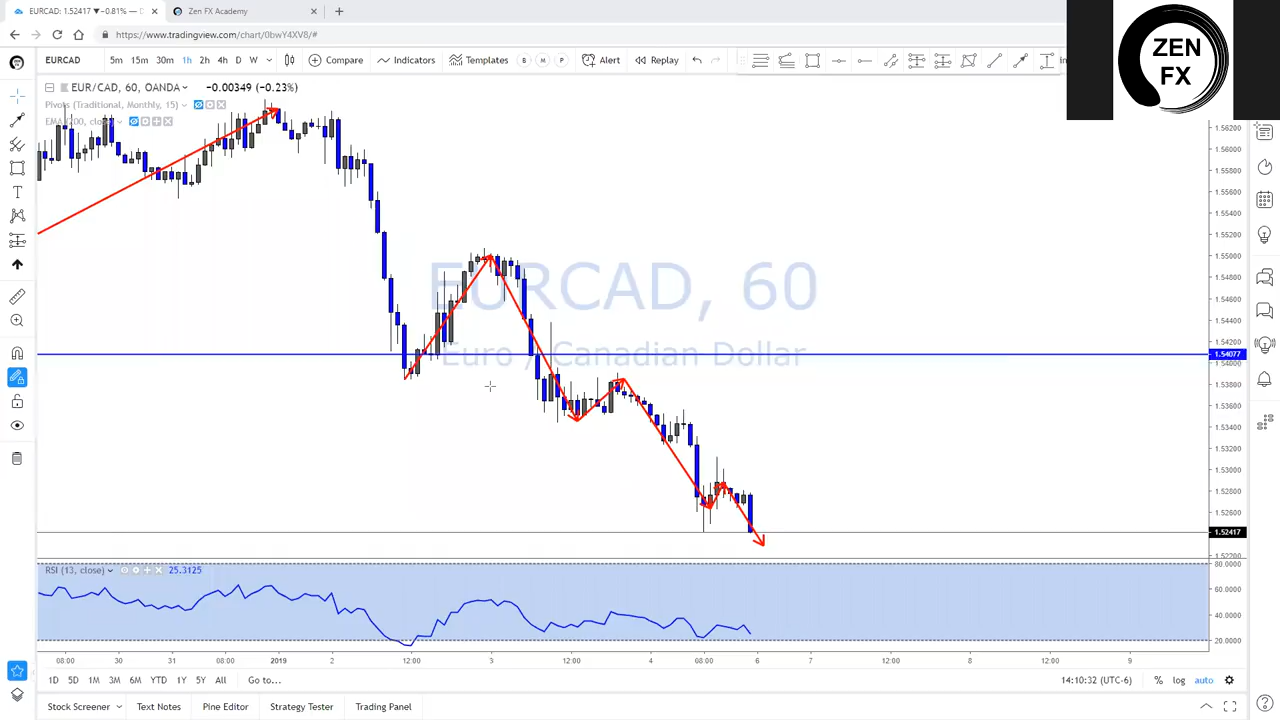 EURCAD: 1.52417 ▼−0.81% —
Zen FX Academy
https://www.tradingview.com/chart/0bwY4XV8/#
ZEN
FX
EURCAD
5m 15m 30m 1h 2h 4h D W
Compare
Indicators
Templates
B M P
Alert
Replay
EUR/CAD, 60, OANDA
-0.00349 (-0.23%)
Pivots (Traditional, Monthly, 15)
EURCAD, 60
Euro / Canadian Dollar
1.56200
1.56000
1.55800
1.55600
1.55400
1.55200
1.55000
1.54800
1.54600
1.54400
1.54200
1.54077
1.54000
1.53800
1.53600
1.53400
1.53200
1.53000
1.52800
1.52600
1.52417
1.52200
RSI (13, close) 25.3125
80.0000
60.0000
40.0000
20.0000
08:00 30 31 08:00 2019 2 12:00 3 12:00 4 08:00 6 7 12:00 8 12:00 9
1D 5D 1M 3M 6M YTD 1Y 5Y All Go to...
14:10:32 (UTC-6) % log auto
Stock Screener Text Notes Pine Editor Strategy Tester Trading Panel